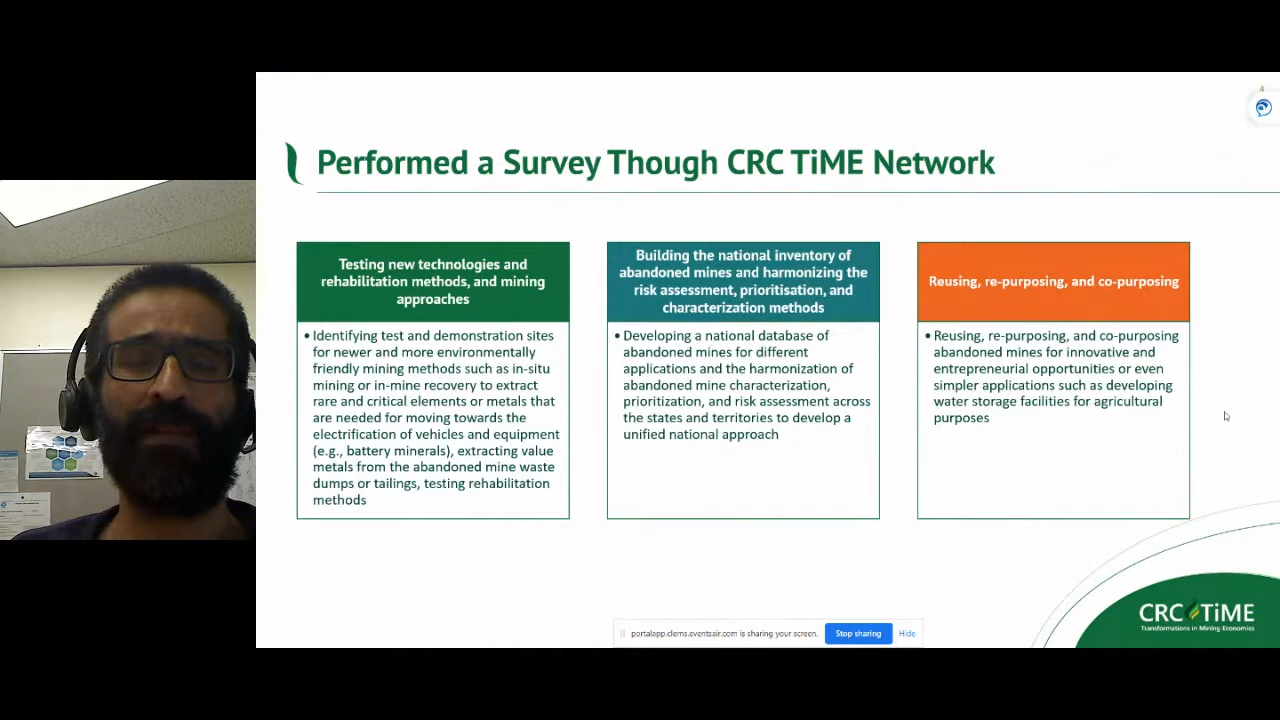 4
Performed a Survey Though CRC TiME Network
Testing new technologies and
rehabilitation methods, and mining
approaches
• Identifying test and demonstration sites
for newer and more environmentally
friendly mining methods such as in-situ
mining or in-mine recovery to extract
rare and critical elements or metals that
are needed for moving towards the
electrification of vehicles and equipment
(e.g., battery minerals), extracting value
metals from the abandoned mine waste
dumps or tailings, testing rehabilitation
methods
Building the national inventory of
abandoned mines and harmonizing the
risk assessment, prioritisation, and
characterization methods
• Developing a national database of
abandoned mines for different
applications and the harmonization of
abandoned mine characterization,
prioritization, and risk assessment across
the states and territories to develop a
unified national approach
Reusing, re-purposing, and co-purposing
• Reusing, re-purposing, and co-purposing
abandoned mines for innovative and
entrepreneurial opportunities or even
simpler applications such as developing
water storage facilities for agricultural
purposes
CRC TiME
Transformations in Mining Economies
portalapp.clems.eventsair.com is sharing your screen. Stop sharing Hide